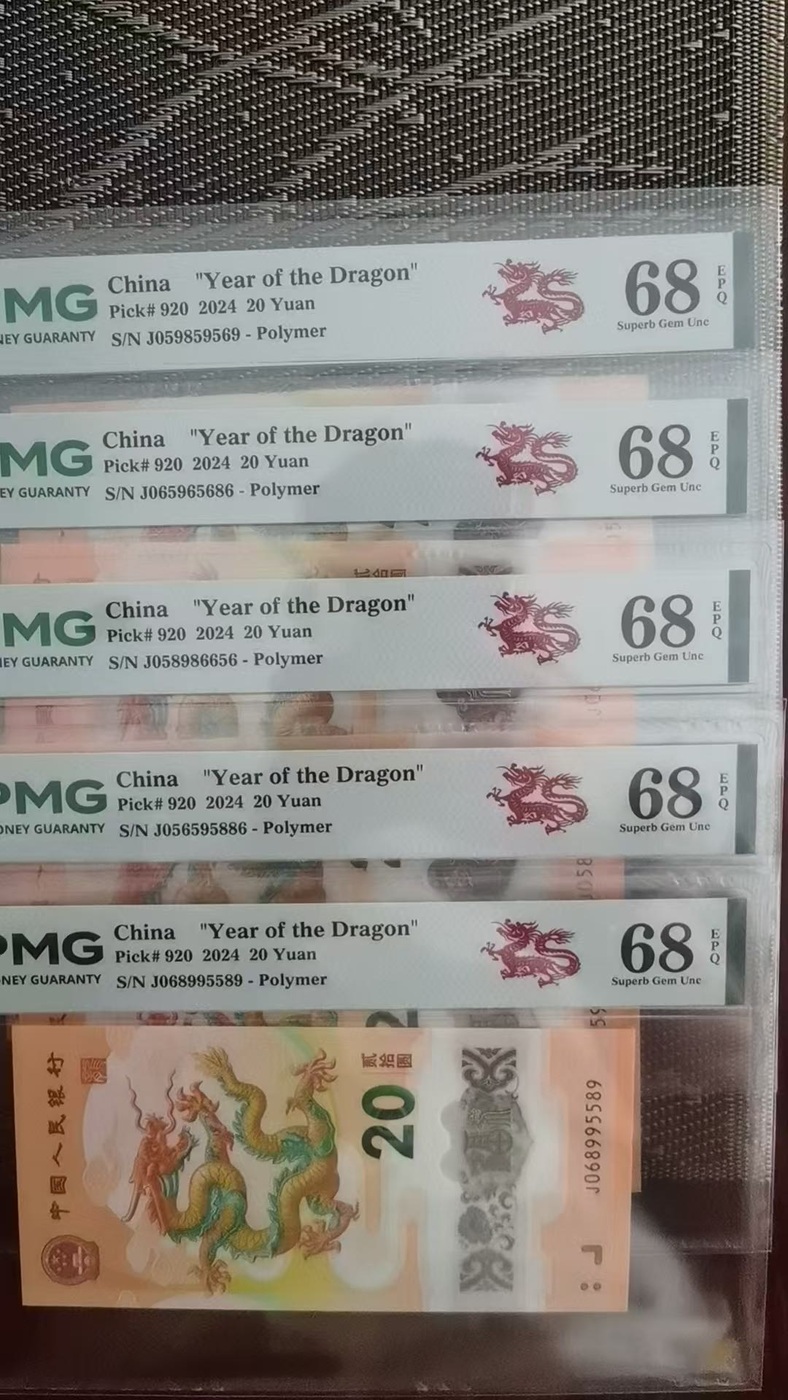 MG China "Year of the Dragon" 68 EPQ
Pick# 920 2024 20 Yuan
NEY GUARANTY S/N J059859569 - Polymer Superb Gem Unc
MG China "Year of the Dragon" 68 EPQ
Pick# 920 2024 20 Yuan
EY GUARANTY S/N J065965686 - Polymer Superb Gem Unc
MG China "Year of the Dragon" 68 EPQ
Pick# 920 2024 20 Yuan
EY GUARANTY S/N J058986656 - Polymer Superb Gem Unc
PMG China "Year of the Dragon" 68 EPQ
Pick# 920 2024 20 Yuan
ONEY GUARANTY S/N J056595886 - Polymer Superb Gem Unc
J058
PMG China "Year of the Dragon" 68 EPQ
Pick# 920 2024 20 Yuan
NEY GUARANTY S/N J068995589 - Polymer Superb Gem Unc
中国人民银行
贰拾圆
20
J068995589